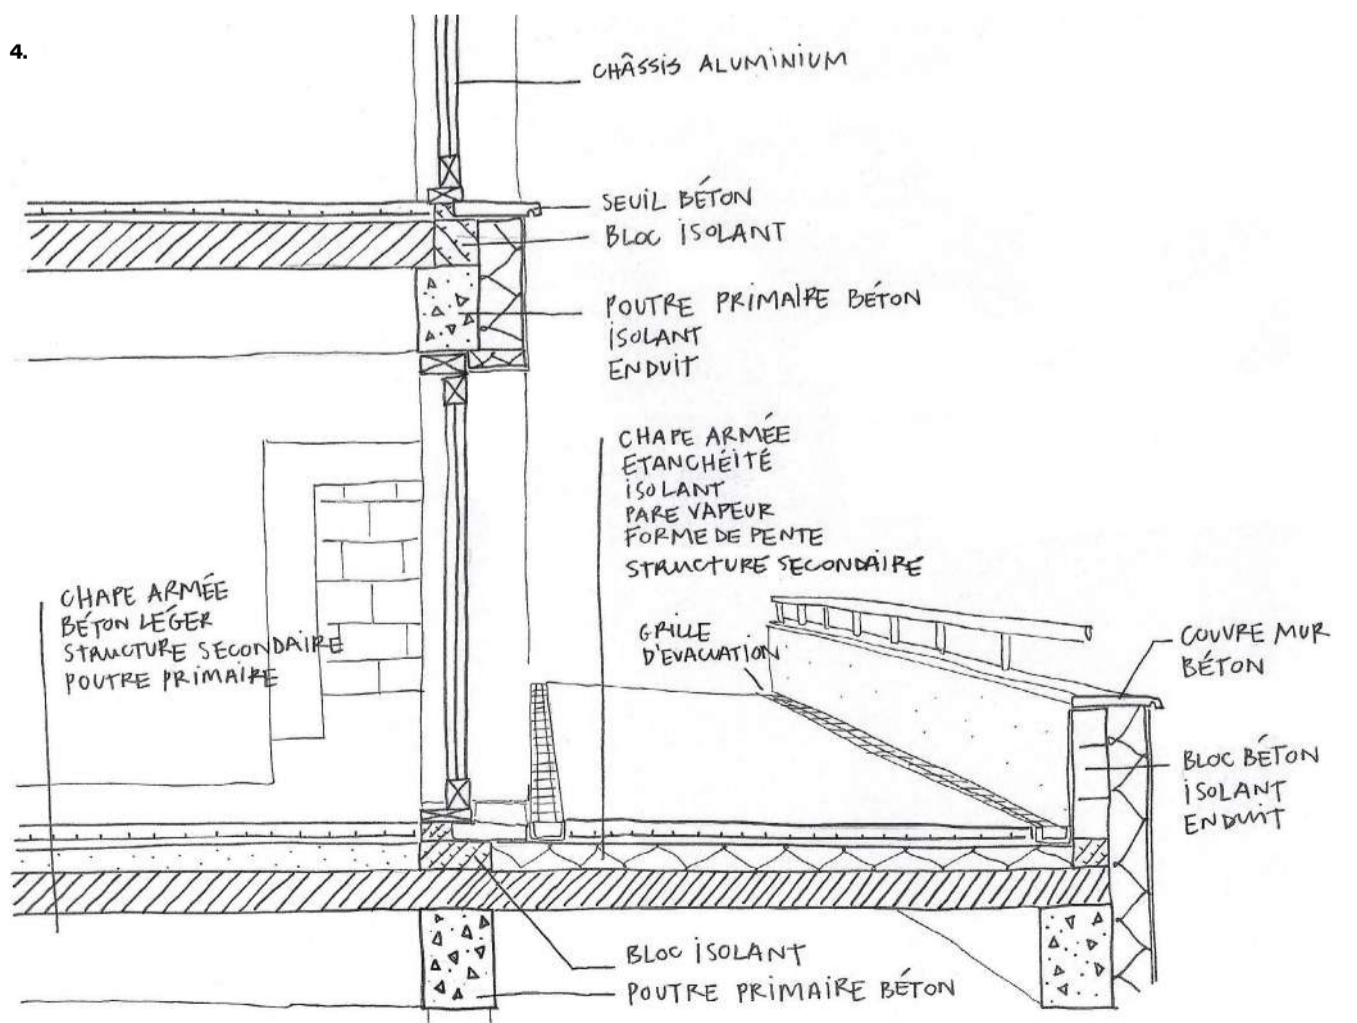 4.
CHÂSSIS ALUMINIUM
SEUIL BÉTON
BLOC ISOLANT
POUTRE PRIMAIRE BÉTON
ISOLANT
ENDUIT
CHAPE ARMÉE
ETANCHÉITÉ
ISOLANT
PARE VAPEUR
FORME DE PENTE
STRUCTURE SECONDAIRE
CHAPE ARMÉE
BÉTON LÉGER
STRUCTURE SECONDAIRE
POUTRE PRIMAIRE
GRILLE
D'EVACUATION
COUVRE MUR
BÉTON
BLOC BÉTON
ISOLANT
ENDUIT
BLOC ISOLANT
POUTRE PRIMAIRE BÉTON